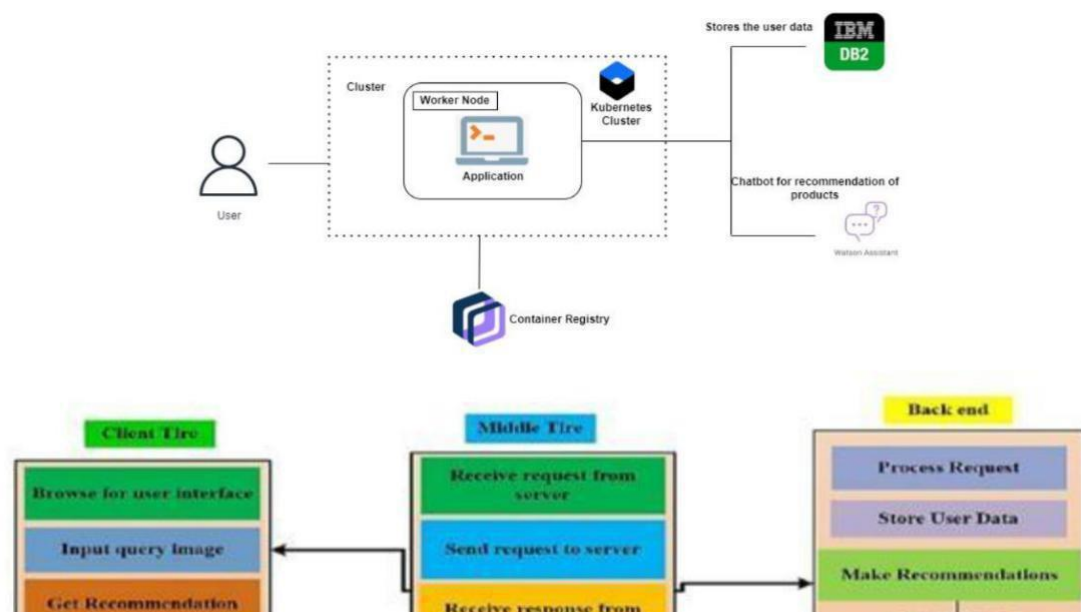 Stores the user data
IBM
DB2
Cluster
Worker Node
Kubernetes
Cluster
Application
User
Chatbot for recommendation of
products
?
Watson Assistant
Container Registry
Client Tire
Middle Tire
Back end
Browse for user interface
Input query Image
Get Recommendation
Receive request from
server
Send request to server
Receive response from
Process Request
Store User Data
Make Recommendations